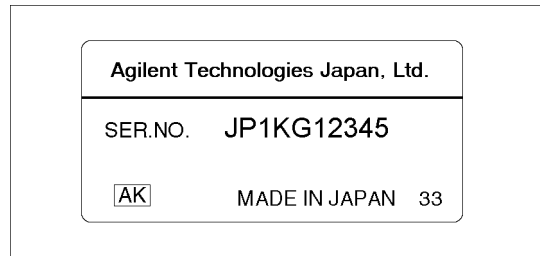 Agilent Technologies Japan, Ltd.
SER.NO. JP1KG12345
AK MADE IN JAPAN 33